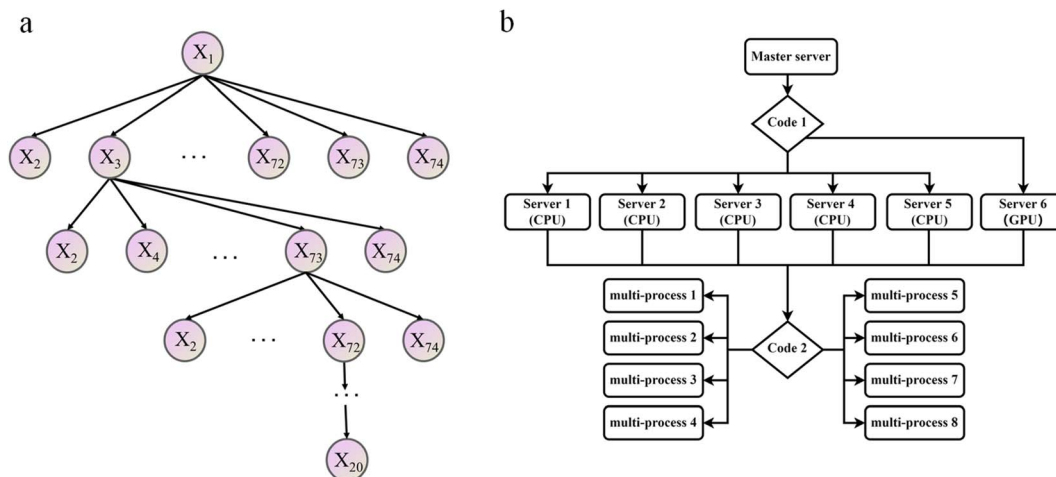 a
X1
X2 X3 ... X72 X73 X74
X2 X4 ... X73 X74
X2 ... X72 X74
...
X20
b
Master server
Code 1
Server 1 (CPU)
Server 2 (CPU)
Server 3 (CPU)
Server 4 (CPU)
Server 5 (CPU)
Server 6 (GPU)
multi-process 1
multi-process 2
multi-process 3
multi-process 4
Code 2
multi-process 5
multi-process 6
multi-process 7
multi-process 8